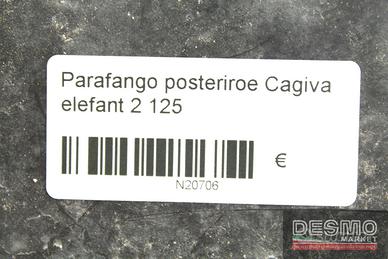 Parafango posteriroe Cagiva
elefant 2 125
€
N20706
DESMO
MARKET